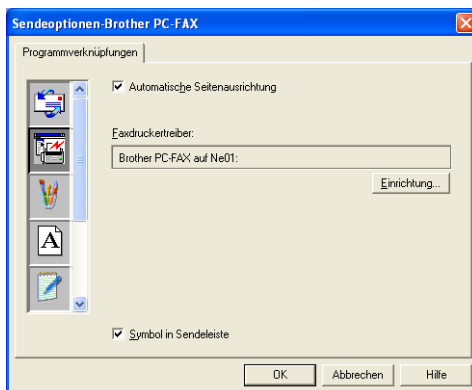 Sendeoptionen-Brother PC-FAX
Programmverknüpfungen
Automatische Seitenausrichtung
Faxdruckertreiber:
Brother PC-FAX auf Ne01:
Einrichtung...
A
Symbol in Sendeleiste
OK Abbrechen Hilfe